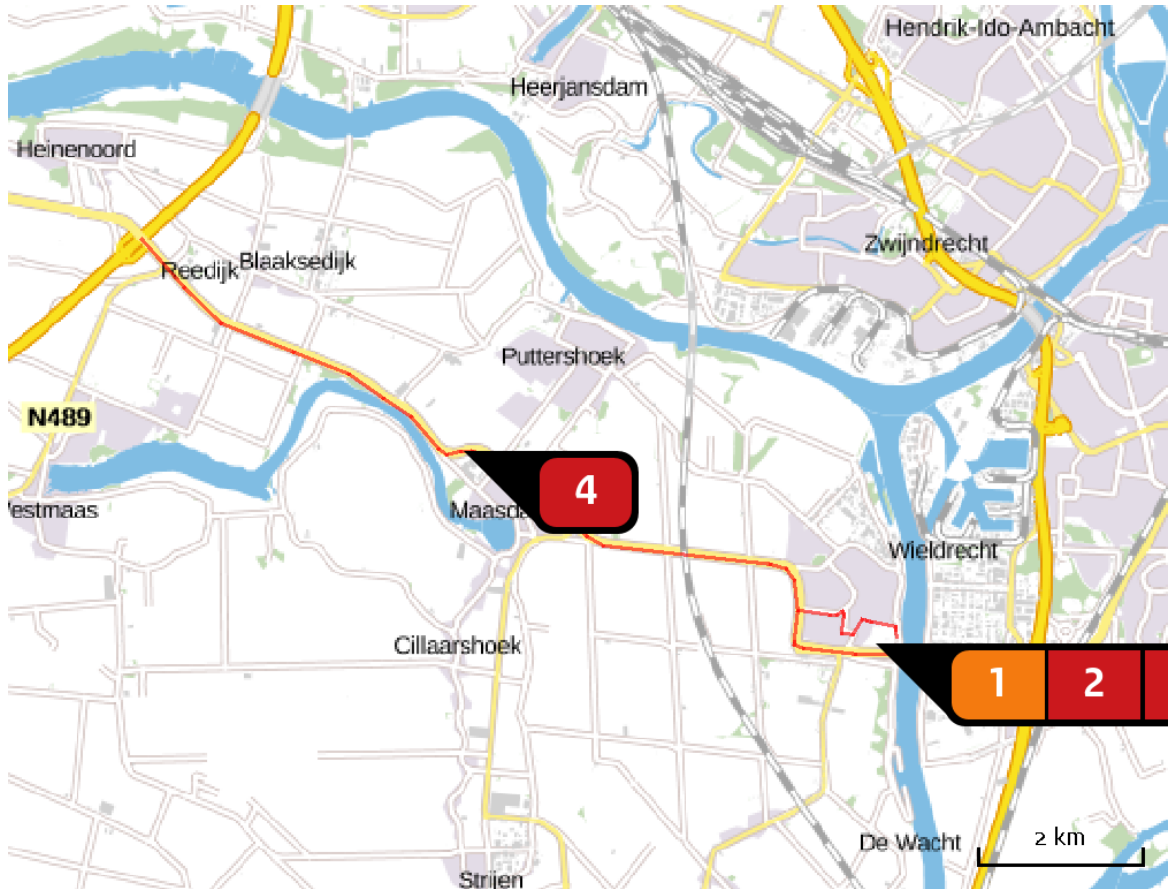 Hendrik-Ido-Ambacht
Heerjansdam
Heinenoord
Zwijndrecht
Reedijk
Blaaksedijk
Puttershoek
N489
4
Wieldrecht
Cillaarshoek
1 2
2 km
De Wacht
Strijen